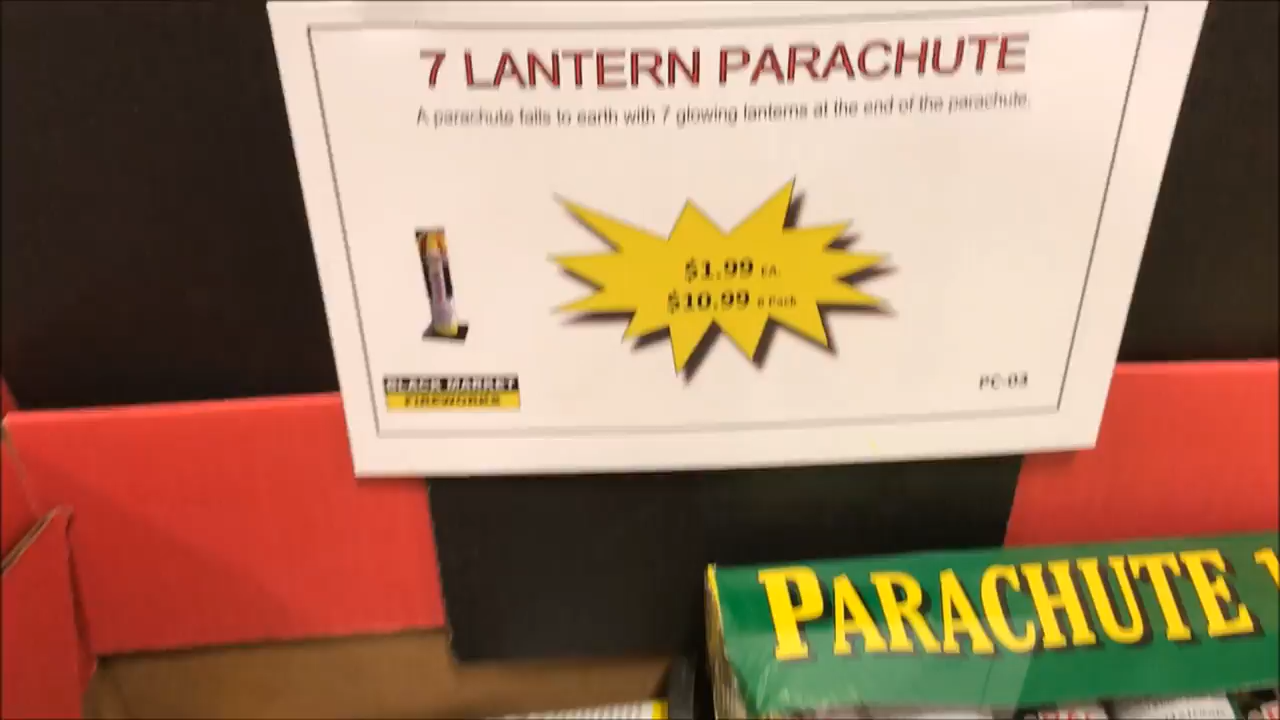 7 LANTERN PARACHUTE
A parachute falls to earth with 7 glowing lanterns at the end of the parachute.
$1.99 EA.
$10.99 6 Pack
BLACK MARKET
FIREWORKS
PC-03
PARACHUTE